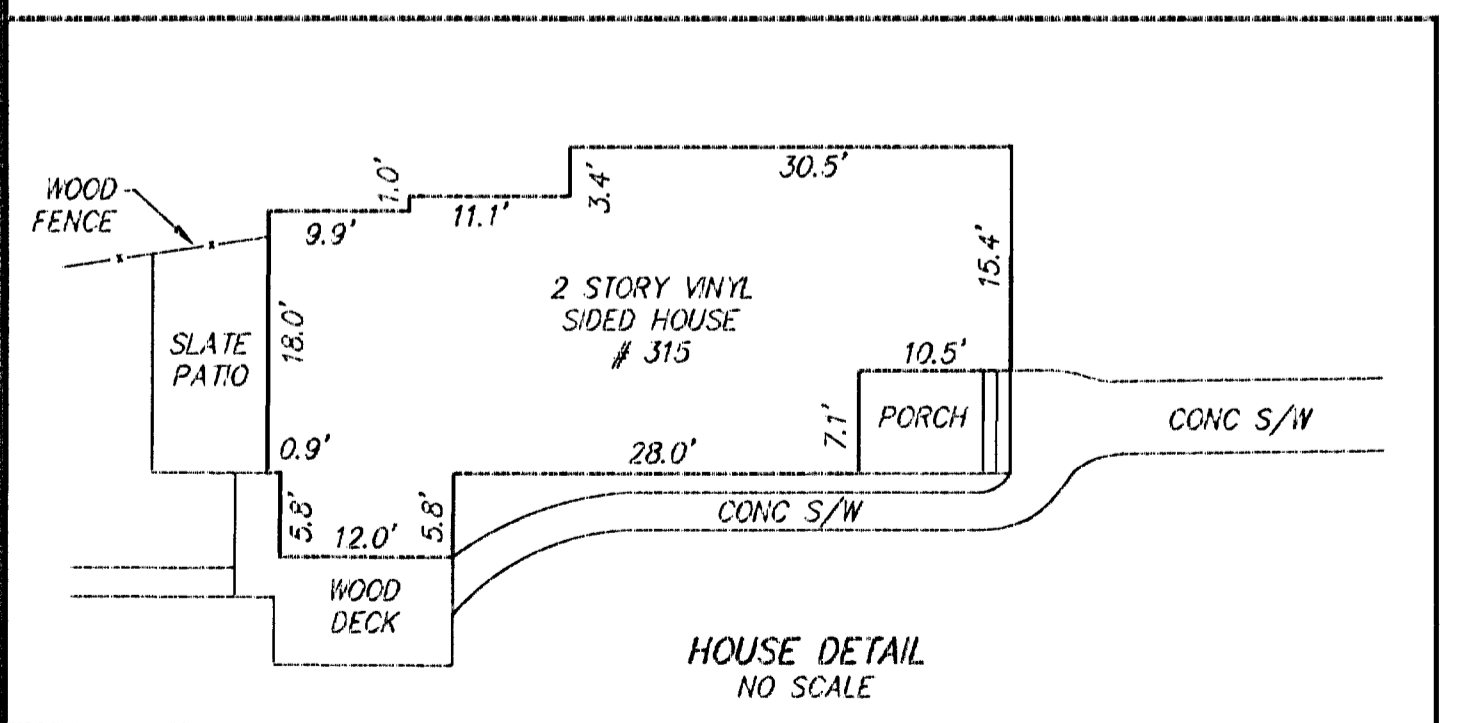 30.5'
1.0'
3.4'
WOOD
FENCE
11.1'
9.9'
15.4'
2 STORY VINYL
SIDED HOUSE
# 315
18.0'
SLATE
PATIO
10.5'
7.1'
PORCH
CONC S/W
0.9'
28.0'
5.8'
12.0'
5.8'
CONC S/W
WOOD
DECK
HOUSE DETAIL
NO SCALE